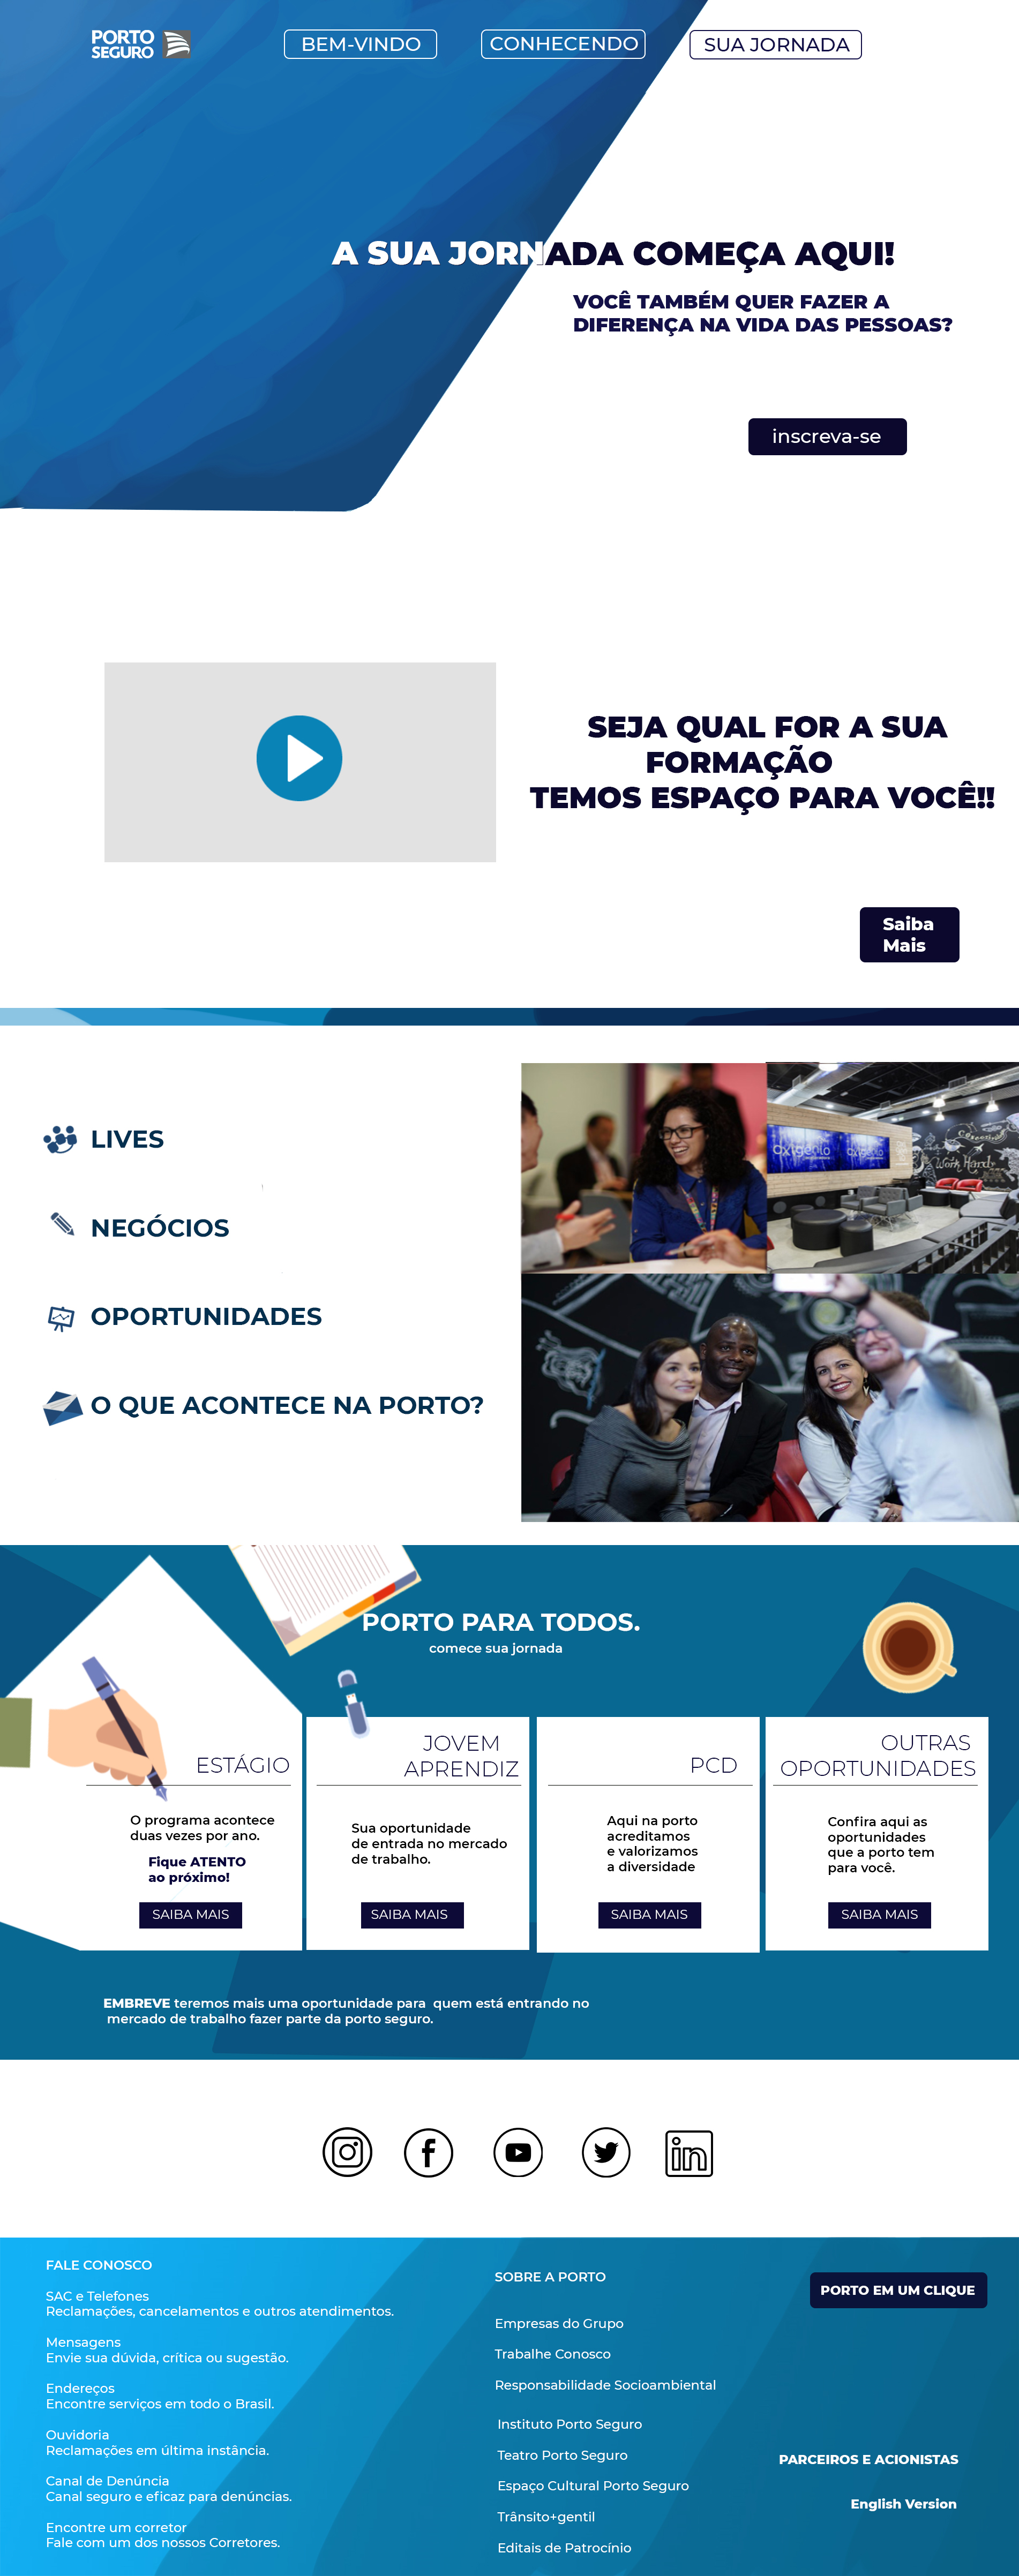 PORTO
SEGURO
BEM-VINDO
CONHECENDO
SUA JORNADA
A SUA JORNADA COMEÇA AQUI!
VOCÊ TAMBÉM QUER FAZER A
DIFERENÇA NA VIDA DAS PESSOAS?
inscreva-se
SEJA QUAL FOR A SUA
FORMAÇÃO
TEMOS ESPAÇO PARA VOCÊ!!
Saiba
Mais
LIVES
NEGÓCIOS
OPORTUNIDADES
O QUE ACONTECE NA PORTO?
oxigênio
Work Hard
PORTO PARA TODOS.
comece sua jornada
ESTÁGIO
O programa acontece
duas vezes por ano.
Fique ATENTO
ao próximo!
SAIBA MAIS
JOVEM
APRENDIZ
Sua oportunidade
de entrada no mercado
de trabalho.
SAIBA MAIS
PCD
Aqui na porto
acreditamos
e valorizamos
a diversidade
SAIBA MAIS
OUTRAS
OPORTUNIDADES
Confira aqui as
oportunidades
que a porto tem
para você.
SAIBA MAIS
EMBREVE teremos mais uma oportunidade para quem está entrando no
mercado de trabalho fazer parte da porto seguro.
FALE CONOSCO
SAC e Telefones
Reclamações, cancelamentos e outros atendimentos.
Mensagens
Envie sua dúvida, crítica ou sugestão.
Endereços
Encontre serviços em todo o Brasil.
Ouvidoria
Reclamações em última instância.
Canal de Denúncia
Canal seguro e eficaz para denúncias.
Encontre um corretor
Fale com um dos nossos Corretores.
SOBRE A PORTO
Empresas do Grupo
Trabalhe Conosco
Responsabilidade Socioambiental
Instituto Porto Seguro
Teatro Porto Seguro
Espaço Cultural Porto Seguro
Trânsito+gentil
Editais de Patrocínio
PORTO EM UM CLIQUE
PARCEIROS E ACIONISTAS
English Version